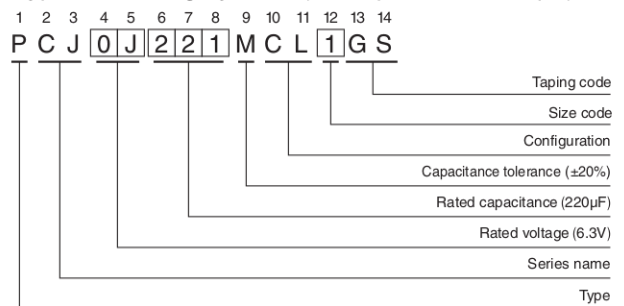 1 2 3 4 5 6 7 8 9 10 11 12 13 14
P C J 0 J 2 2 1 M C L 1 G S
Taping code
Size code
Configuration
Capacitance tolerance (±20%)
Rated capacitance (220µF)
Rated voltage (6.3V)
Series name
Type